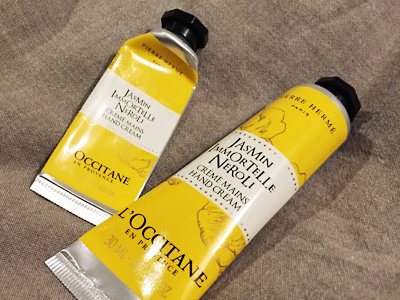 PIERRE HERMÉ
JASMIN
IMMORTELLE
NEROLI
CRÈME MAINS
HAND CREAM
L'OCCITANE
EN PROVENCE
PIERRE HERMÉ
PARIS
JASMIN
IMMORTELLE
NEROLI
CRÈME MAINS
HAND CREAM
L'OCCITANE
EN PROVENCE
30 ML